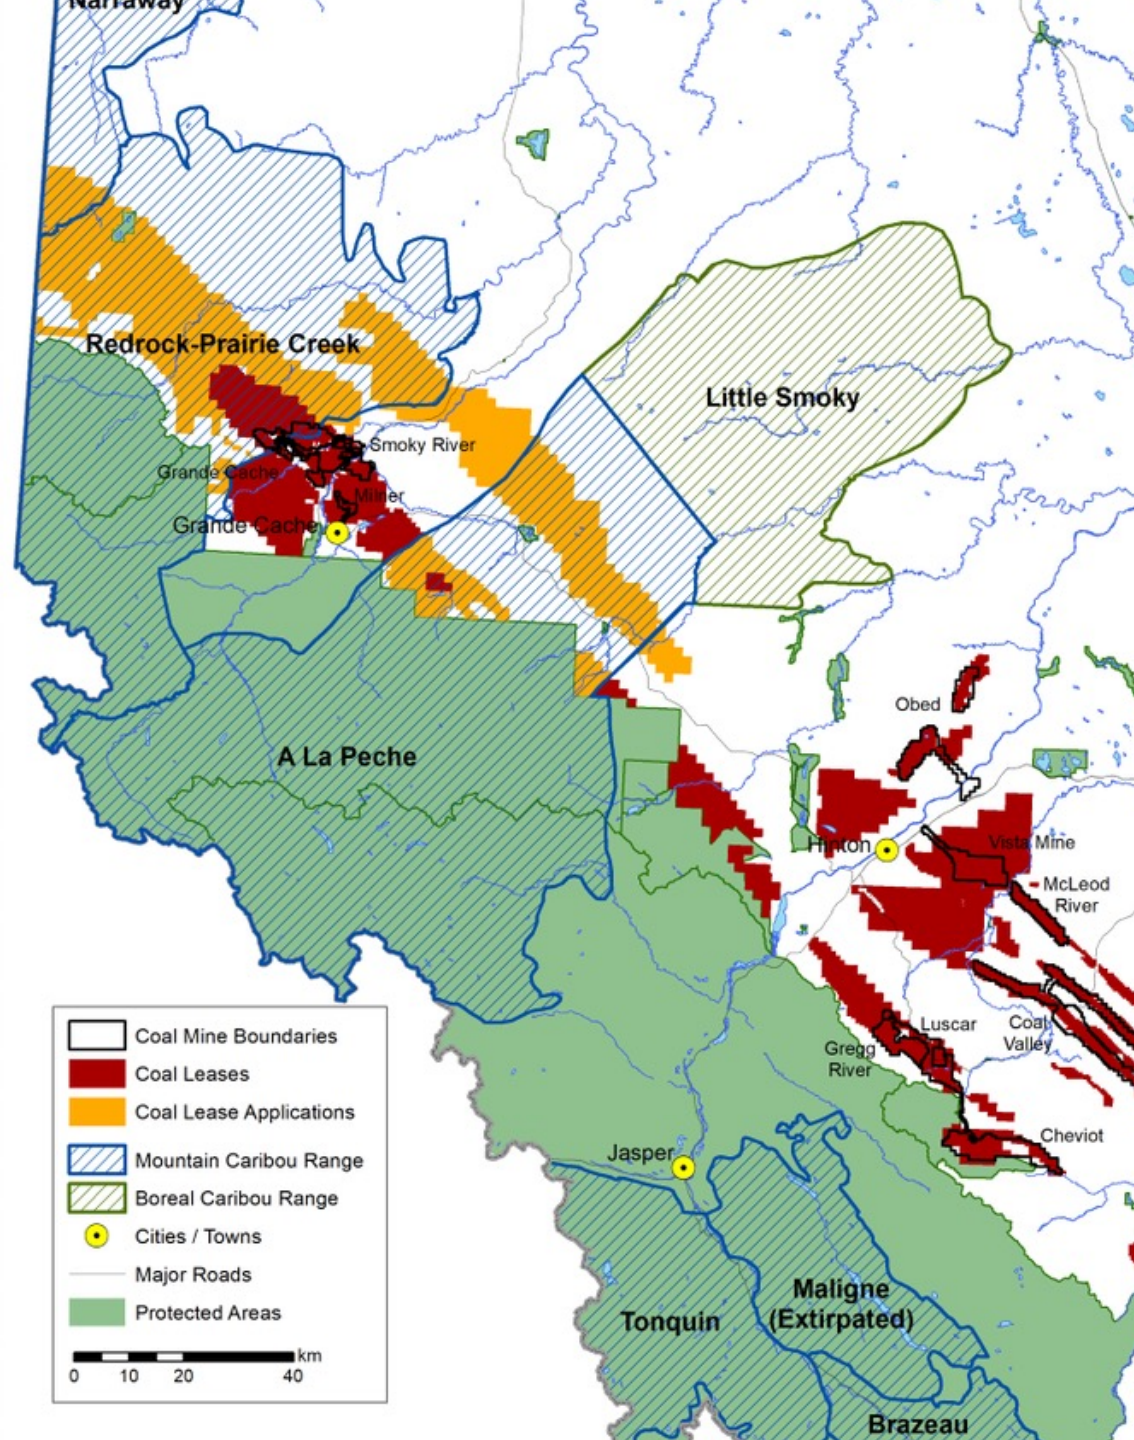 Narraway
Redrock-Prairie Creek
Little Smoky
Smoky River
Grande Cache
Milner
Grande Cache
Obed
A La Peche
Hinton
Vista Mine
McLeod
River
Luscar
Coal
Valley
Gregg
River
Cheviot
Jasper
Maligne
(Extirpated)
Tonquin
Brazeau
Coal Mine Boundaries
Coal Leases
Coal Lease Applications
Mountain Caribou Range
Boreal Caribou Range
Cities / Towns
Major Roads
Protected Areas
km
0 10 20 40